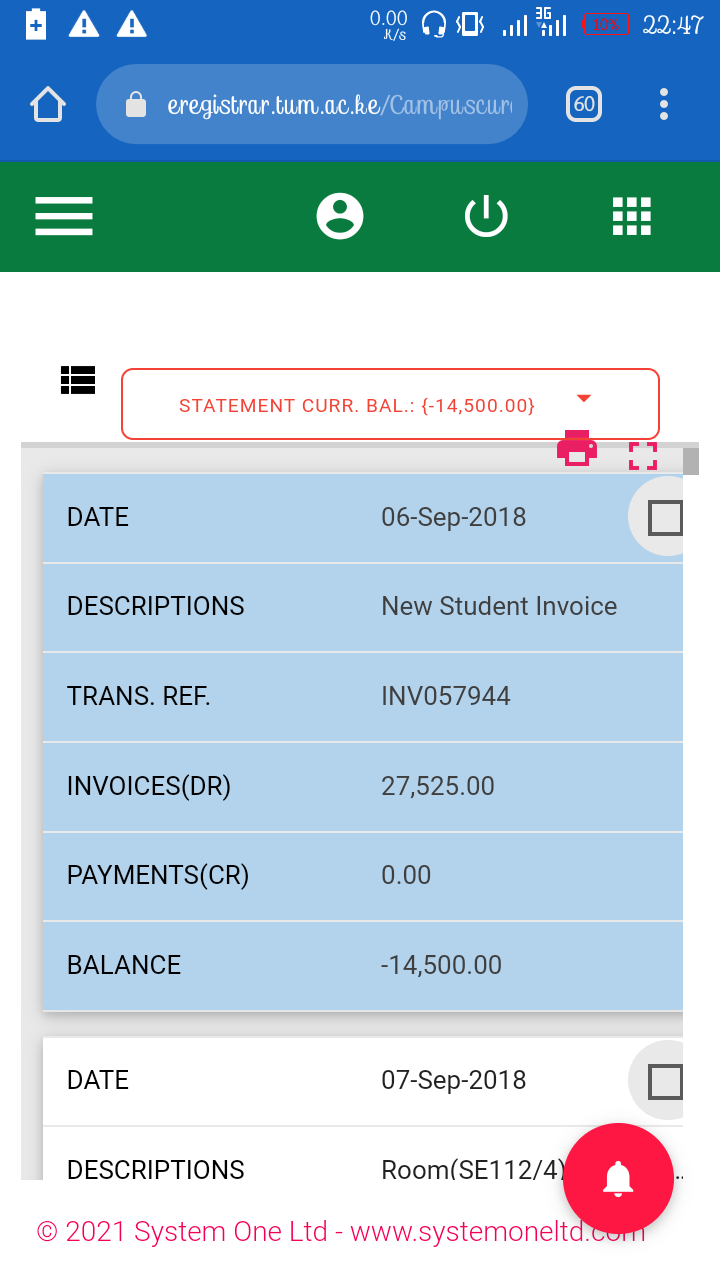 0.00 K/s 3G 10% 22:47
eregistrar.tum.ac.ke/Campuscur
60
STATEMENT CURR. BAL.: {-14,500.00}
DATE 06-Sep-2018
DESCRIPTIONS New Student Invoice
TRANS. REF. INV057944
INVOICES(DR) 27,525.00
PAYMENTS(CR) 0.00
BALANCE -14,500.00
DATE 07-Sep-2018
DESCRIPTIONS Room(SE112/4) ...
© 2021 System One Ltd - www.systemoneltd.com